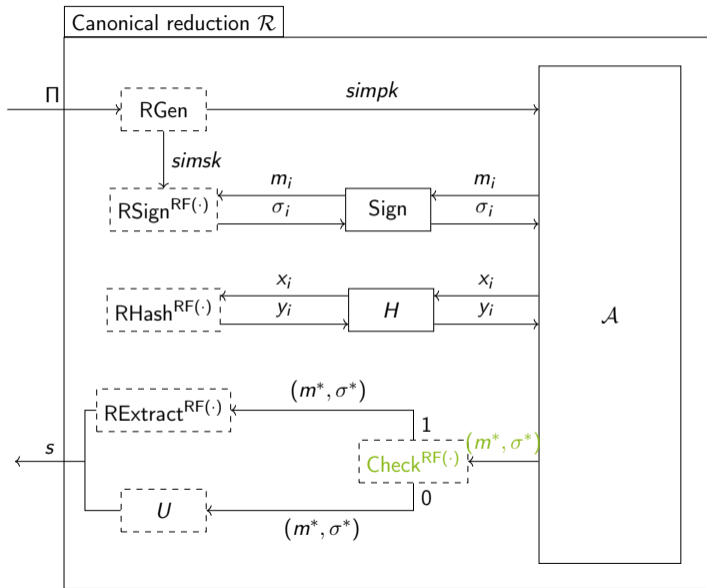 Canonical reduction ℛ
Π
RGen
simpk
simsk
m_i
m_i
RSign^RF(·)
σ_i
Sign
σ_i
x_i
x_i
RHash^RF(·)
y_i
H
y_i
𝒜
(m*, σ*)
RExtract^RF(·)
1
(m*, σ*)
s
Check^RF(·)
0
U
(m*, σ*)